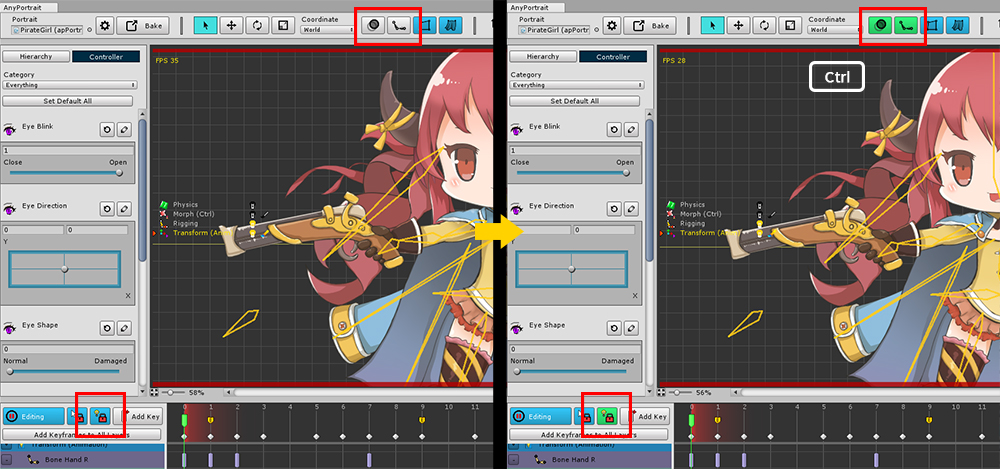 AnyPortrait
Portrait
PirateGirl (apPortr
Bake
Coordinate
World
Hierarchy
Controller
Category
Everything
Set Default All
Eye Blink
1
Close
Open
Eye Direction
0
0
Y
X
Eye Shape
0
Normal
Damaged
FPS 35
Physics
Morph (Ctrl)
Rigging
Transform (An
58%
Editing
Add Key
Add Keyframes to All Layers
Transform (Animation)
Bone Hand R
0 1 2 3 4 5 6 7 8 9 10 11
AnyPortrait
Portrait
PirateGirl (apPortr
Bake
Coordinate
World
Hierarchy
Controller
Category
Everything
Set Default All
Eye Blink
1
Close
Open
Eye Direction
0
Y
X
Eye Shape
0
Normal
Damaged
FPS 28
Ctrl
Physics
Morph (Ctrl)
Rigging
Transform (An
56%
Editing
Add Key
Add Keyframes to All Layers
Transform (Animation)
Bone Hand R
0 1 2 3 4 5 6 7 8 9 10 11